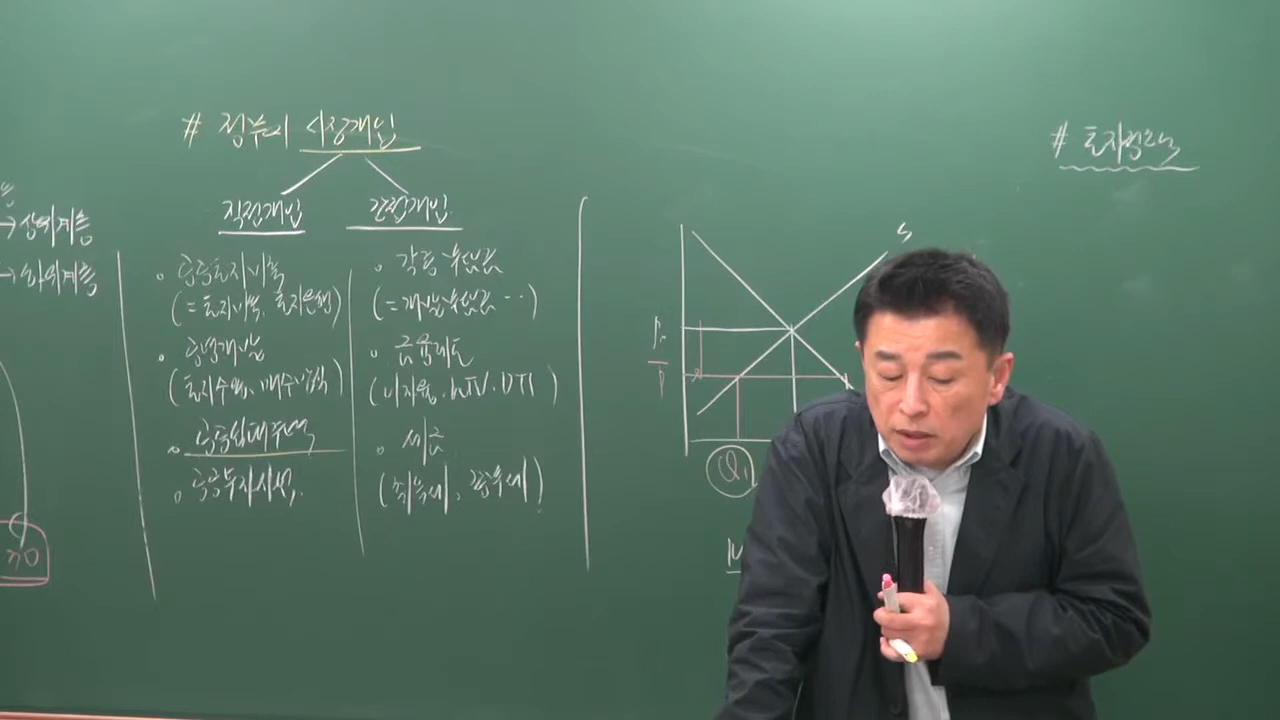 → 상위계층
→ 하위계층
# 정부의 시장개입
직접개입
간접개입
• 공공토지비축
(= 토지비축, 토지은행)
• 공영개발
(토지수용, 매수방식)
• 공공임대주택
• 공공투자사업
• 각종 부담금
(= 개발부담금 …)
• 금융제도
(이자율, LTV, DTI)
• 세금
(취득세, 종부세)
S
P₀
P̄
Q₁
# 토지정책